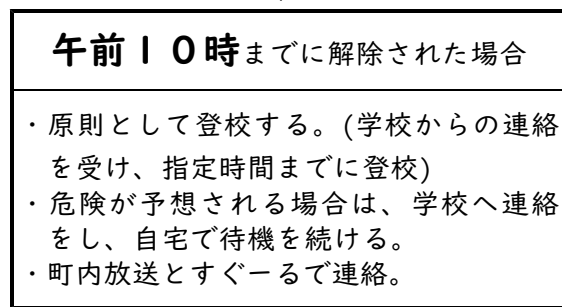 午前１０時までに解除された場合
・原則として登校する。(学校からの連絡
を受け、指定時間までに登校)
・危険が予想される場合は、学校へ連絡
をし、自宅で待機を続ける。
・町内放送とすぐーるで連絡。